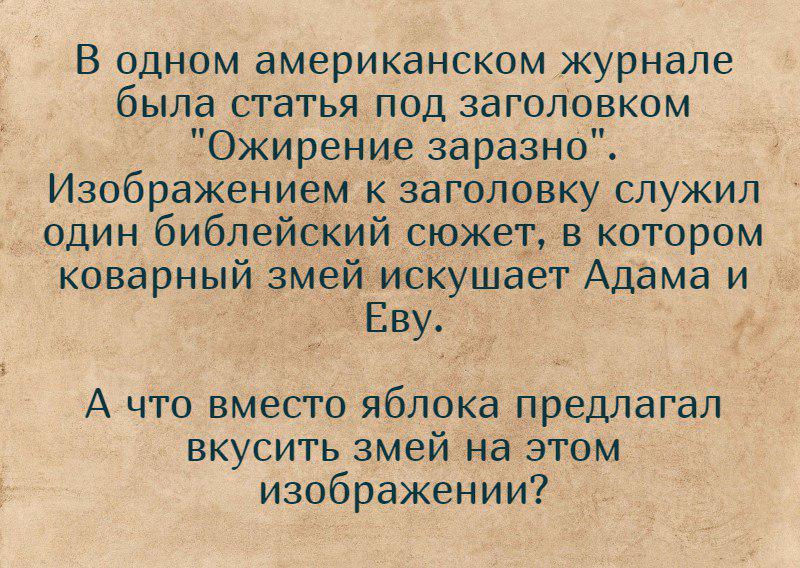 В одном американском журнале
была статья под заголовком
"Ожирение заразно".
Изображением к заголовку служил
один библейский сюжет, в котором
коварный змей искушает Адама и
Еву.
А что вместо яблока предлагал
вкусить змей на этом
изображении?